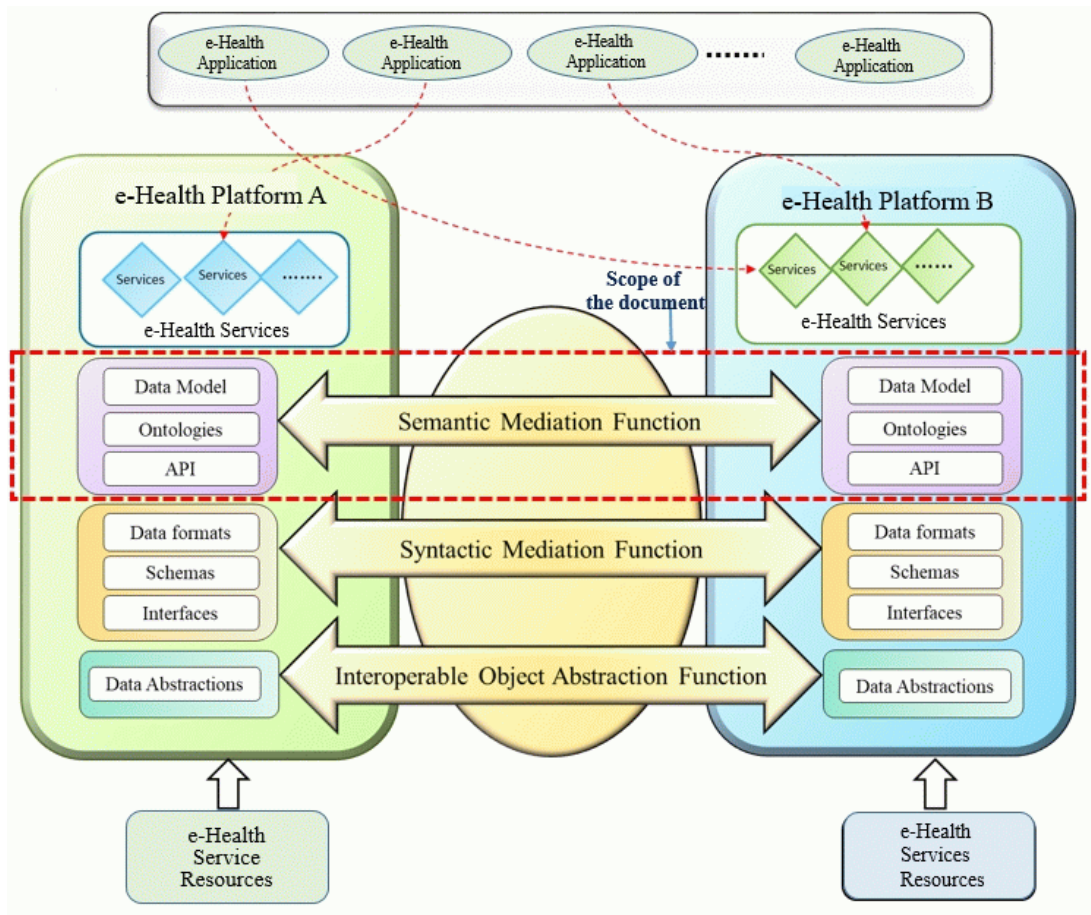 e-Health
Application
e-Health
Application
e-Health
Application
........
e-Health
Application
e-Health Platform A
Services
Services
.......
e-Health Services
e-Health Platform B
Services
Services
......
e-Health Services
Scope of
the document
Data Model
Ontologies
API
Semantic Mediation Function
Data Model
Ontologies
API
Data formats
Schemas
Interfaces
Syntactic Mediation Function
Data formats
Schemas
Interfaces
Data Abstractions
Interoperable Object Abstraction Function
Data Abstractions
e-Health
Service
Resources
e-Health
Services
Resources